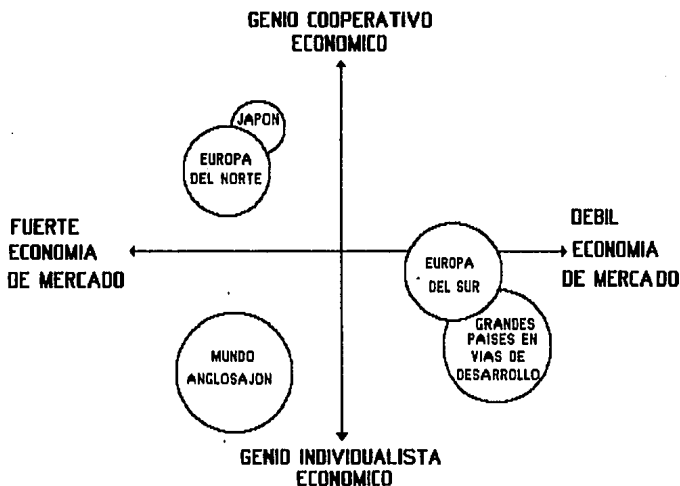 GENIO COOPERATIVO
ECONOMICO
JAPON
EUROPA
DEL NORTE
FUERTE
ECONOMIA
DE MERCADO
DEBIL
ECONOMIA
DE MERCADO
EUROPA
DEL SUR
GRANDES
PAISES EN
VIAS DE
DESARROLLO
MUNDO
ANGLOSAJON
GENIO INDIVIDUALISTA
ECONOMICO